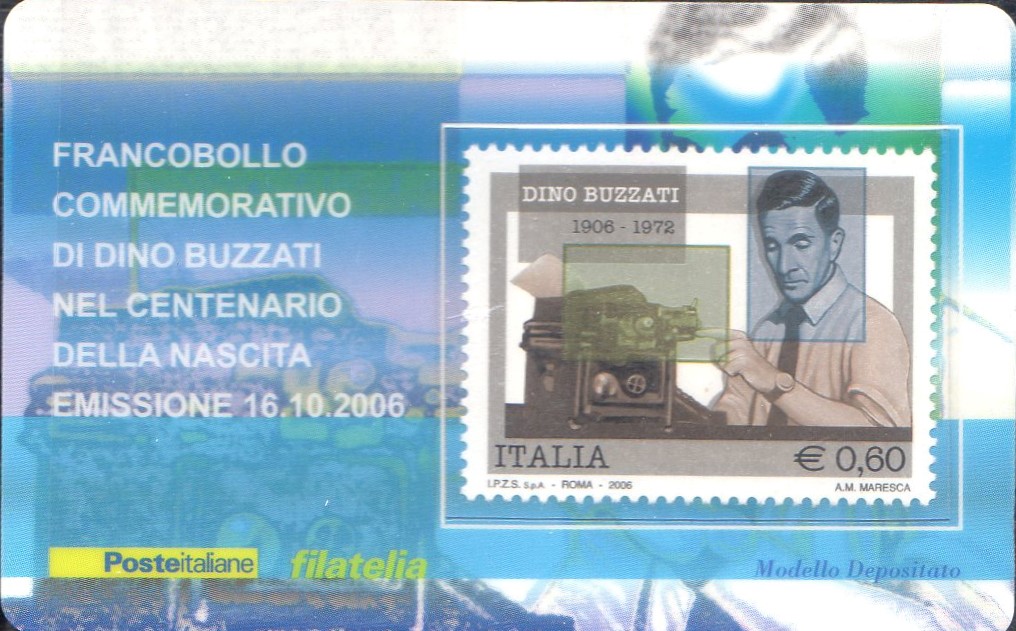 FRANCOBOLLO
COMMEMORATIVO
DI DINO BUZZATI
NEL CENTENARIO
DELLA NASCITA
EMISSIONE 16.10.2006
DINO BUZZATI
1906 - 1972
ITALIA
€ 0,60
I.P.Z.S. S.p.A. - ROMA - 2006
A.M. MARESCA
Posteitaliane
filatelia
Modello Depositato